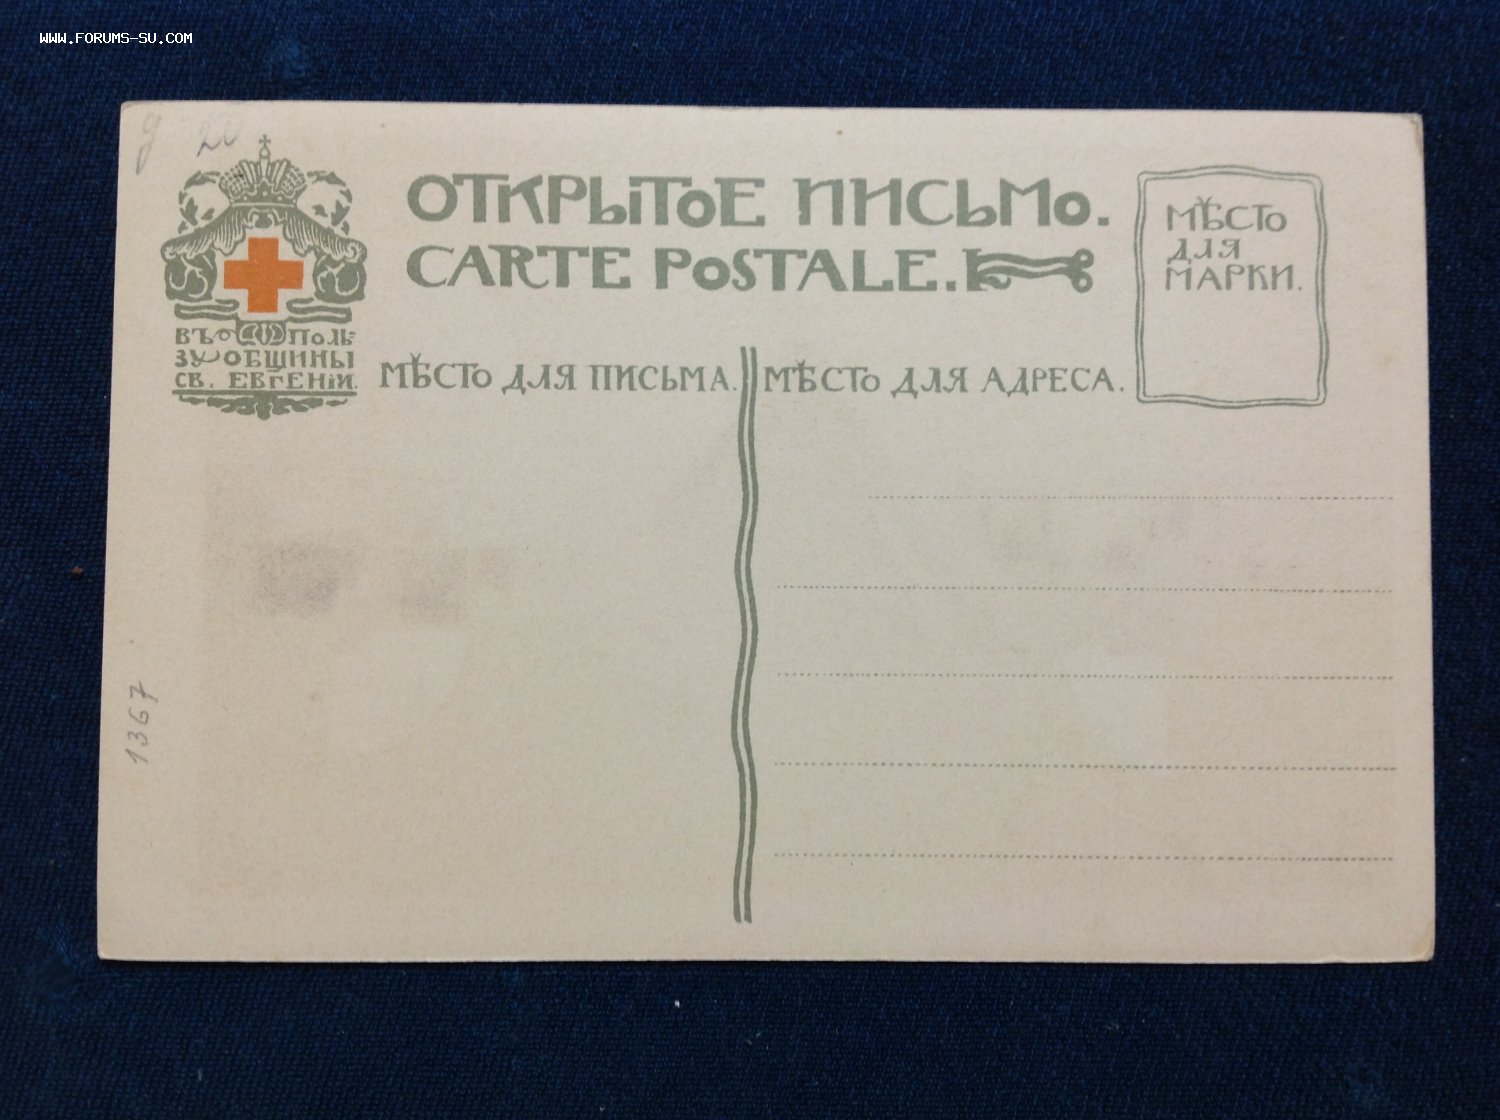 WWW.FORUMS-SU.COM
ОТКРЫТОЕ ПИСЬМО.
CARTE POSTALE.
МѢСТО
ДЛЯ
МАРКИ.
ВЪ ПОЛЬ-
ЗУ ОБЩИНЫ
СВ. ЕВГЕНІИ.
МѢСТО ДЛЯ ПИСЬМА.
МѢСТО ДЛЯ АДРЕСА.
1367